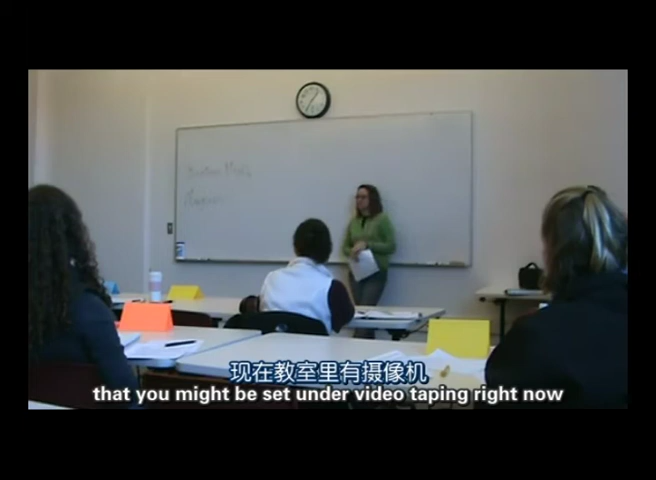 现在教室里有摄像机
that you might be set under video taping right now